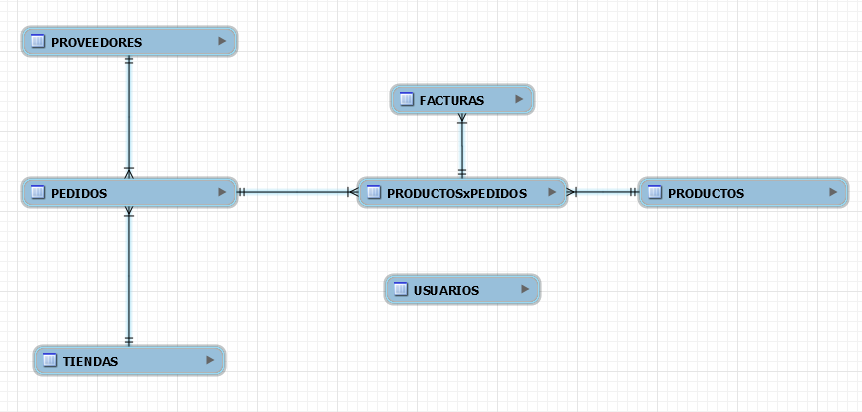 PROVEEDORES
FACTURAS
PEDIDOS
PRODUCTOSxPEDIDOS
PRODUCTOS
USUARIOS
TIENDAS